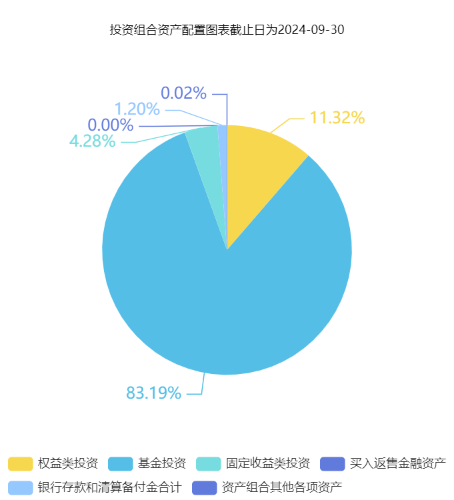 投资组合资产配置图表截止日为2024-09-30
0.02%
1.20%
11.32%
0.00%
4.28%
83.19%
权益类投资 基金投资 固定收益类投资 买入返售金融资产
银行存款和清算备付金合计 资产组合其他各项资产